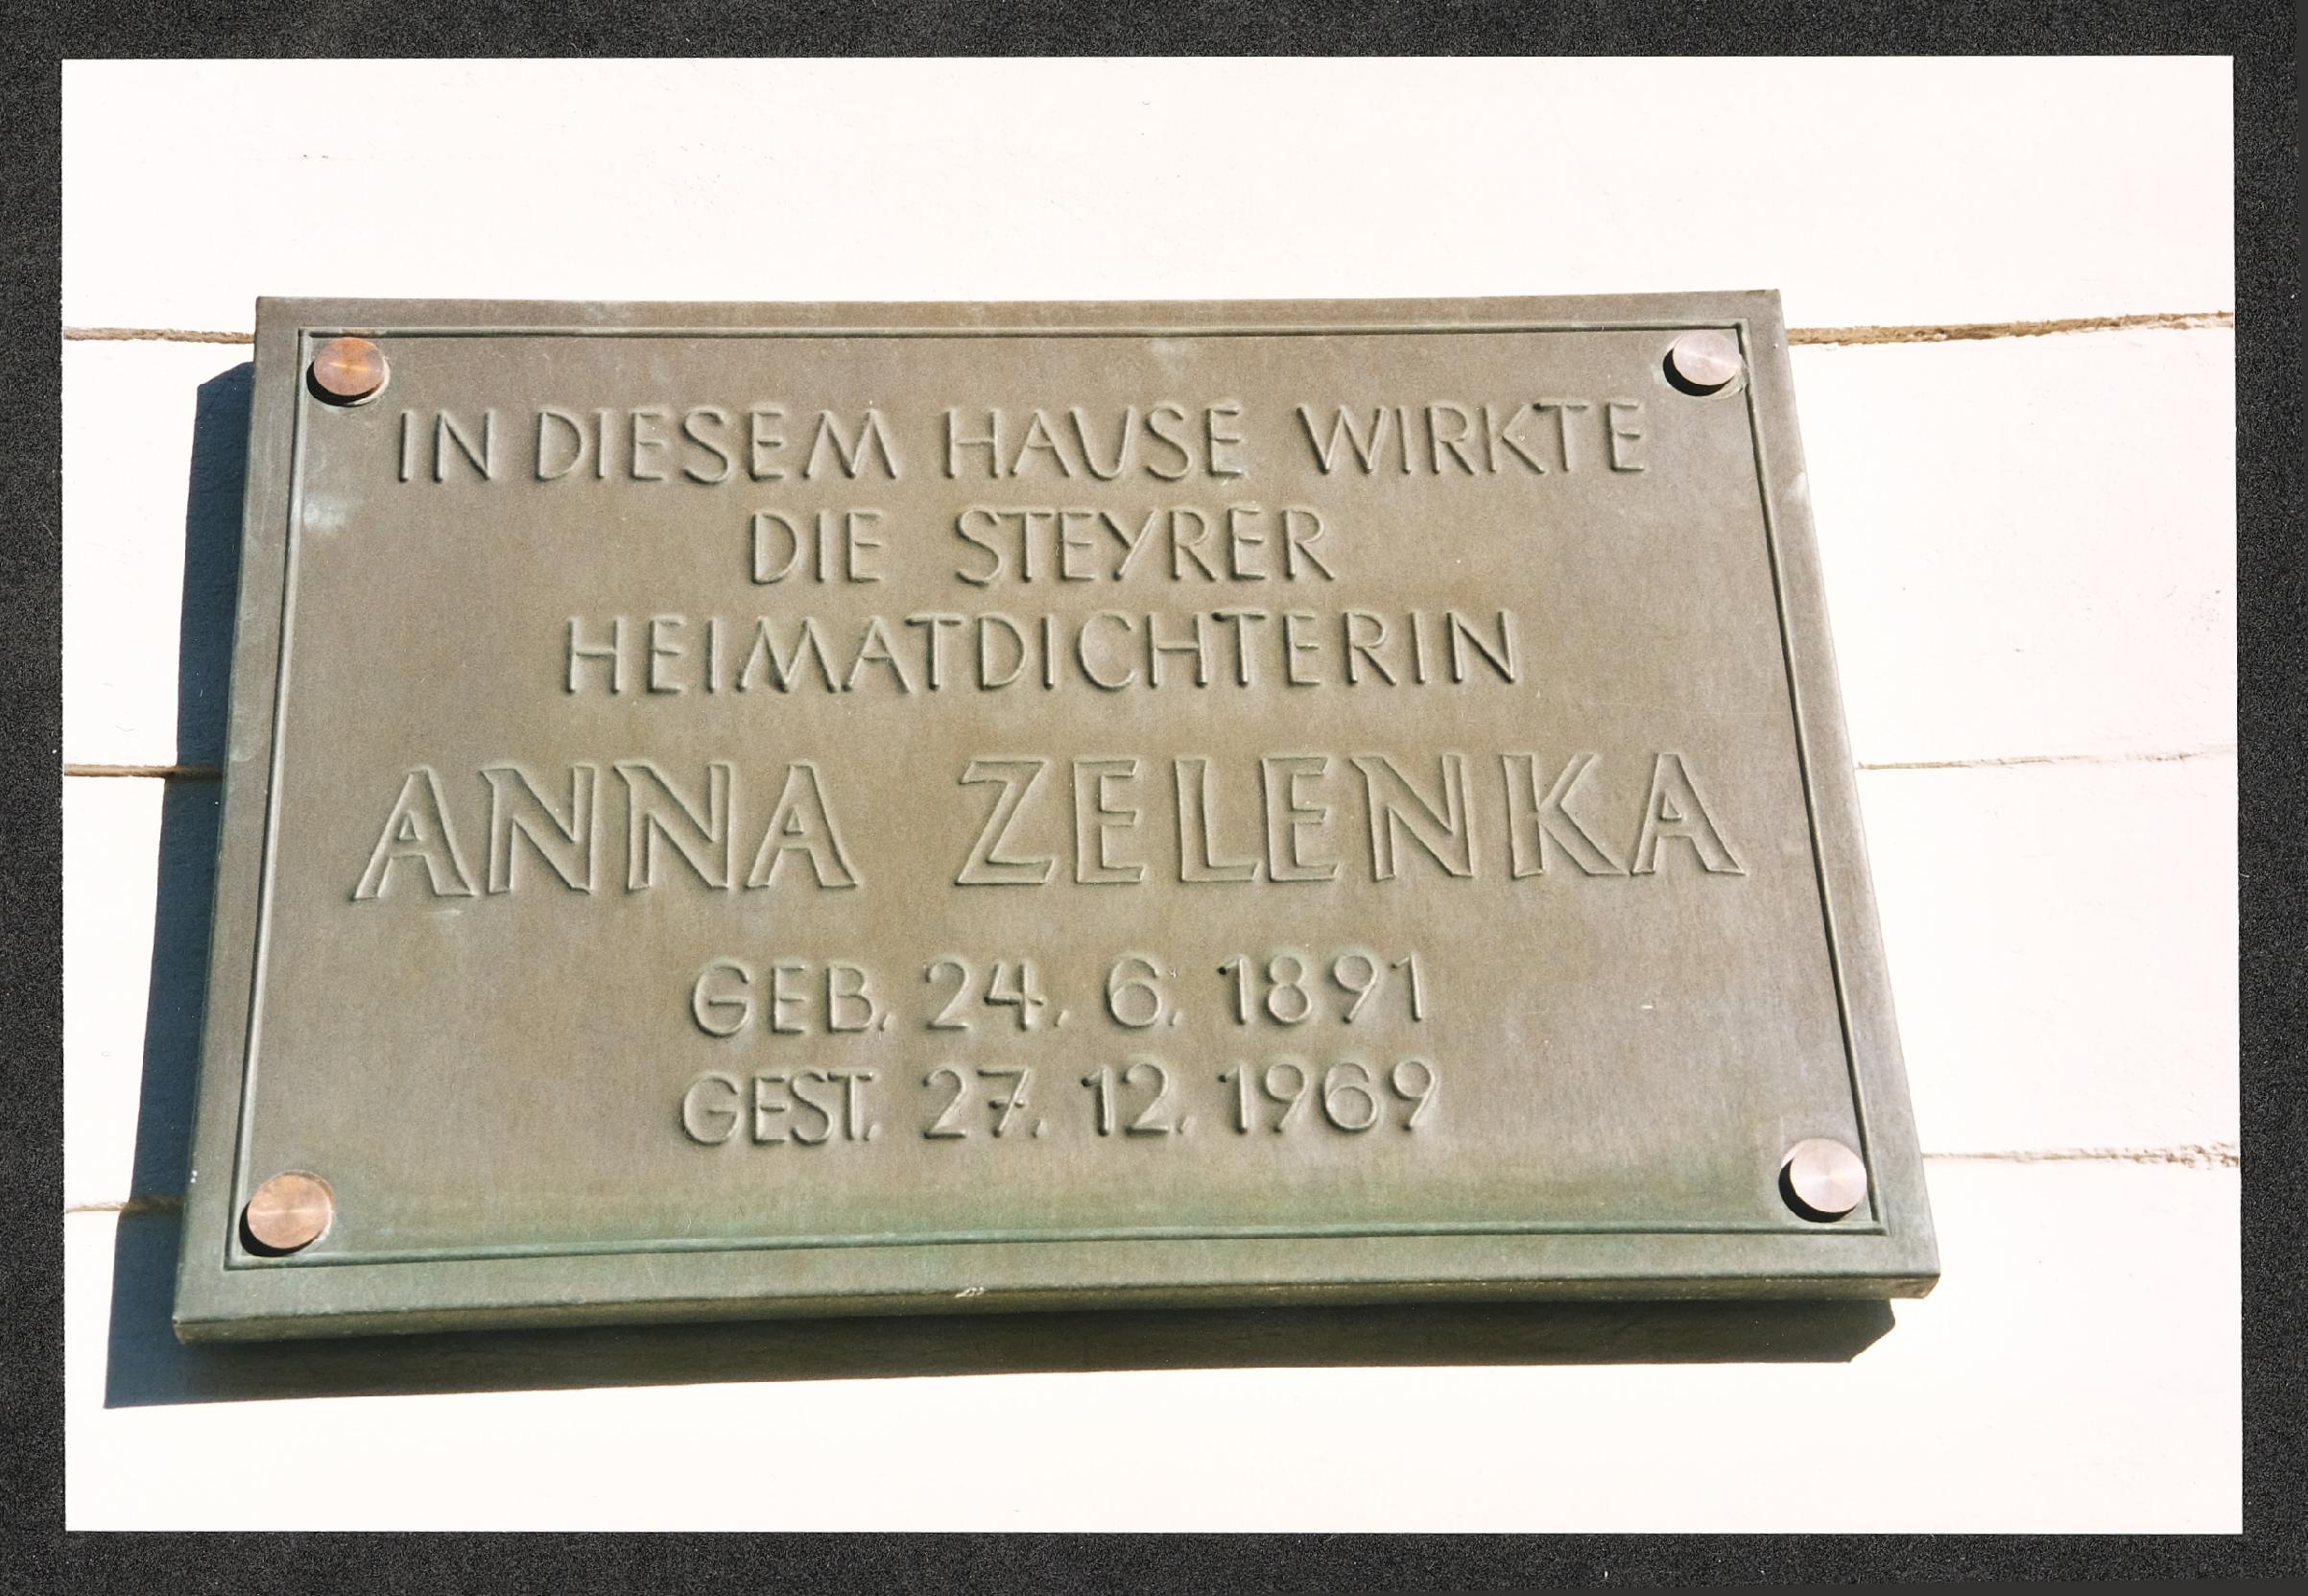 IN DIESEM HAUSE WIRKTE
DIE STEYRER
HEIMATDICHTERIN
ANNA ZELENKA
GEB. 24. 6. 1891
GEST. 27. 12. 1969